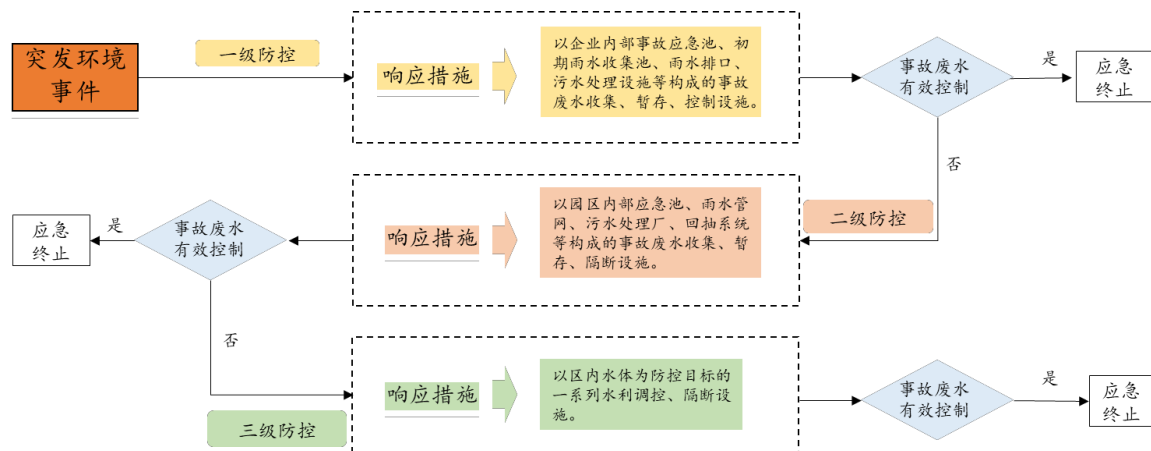 突发环境
事件
一级防控
响应措施
以企业内部事故应急池、初
期雨水收集池、雨水排口、
污水处理设施等构成的事故
废水收集、暂存、控制设施。
事故废水
有效控制
是
应急
终止
否
二级防控
响应措施
以园区内部应急池、雨水管
网、污水处理厂、回抽系统
等构成的事故废水收集、暂
存、隔断设施。
事故废水
有效控制
是
应急
终止
否
三级防控
响应措施
以区内水体为防控目标的
一系列水利调控、隔断设
施。
事故废水
有效控制
是
应急
终止